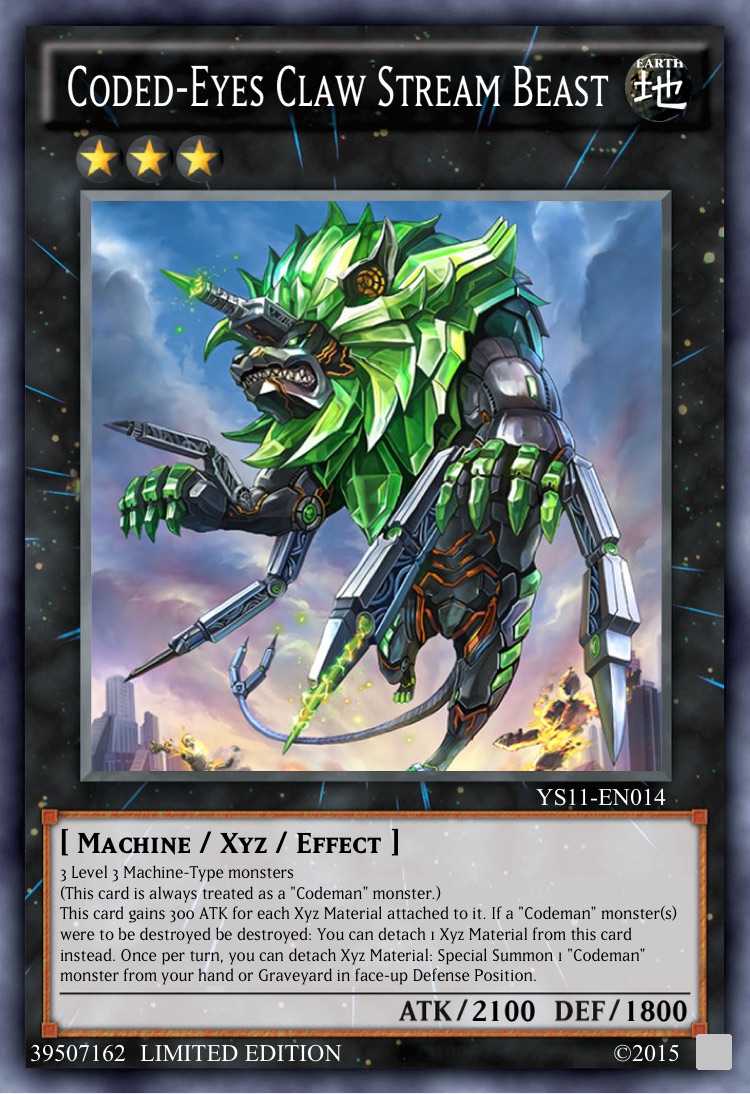 Coded-Eyes Claw Stream Beast
EARTH
地
YS11-EN014
[ Machine / Xyz / Effect ]
3 Level 3 Machine-Type monsters
(This card is always treated as a "Codeman" monster.)
This card gains 300 ATK for each Xyz Material attached to it. If a "Codeman" monster(s)
were to be destroyed be destroyed: You can detach 1 Xyz Material from this card
instead. Once per turn, you can detach Xyz Material: Special Summon 1 "Codeman"
monster from your hand or Graveyard in face-up Defense Position.
ATK/2100 DEF/1800
39507162 LIMITED EDITION ©2015